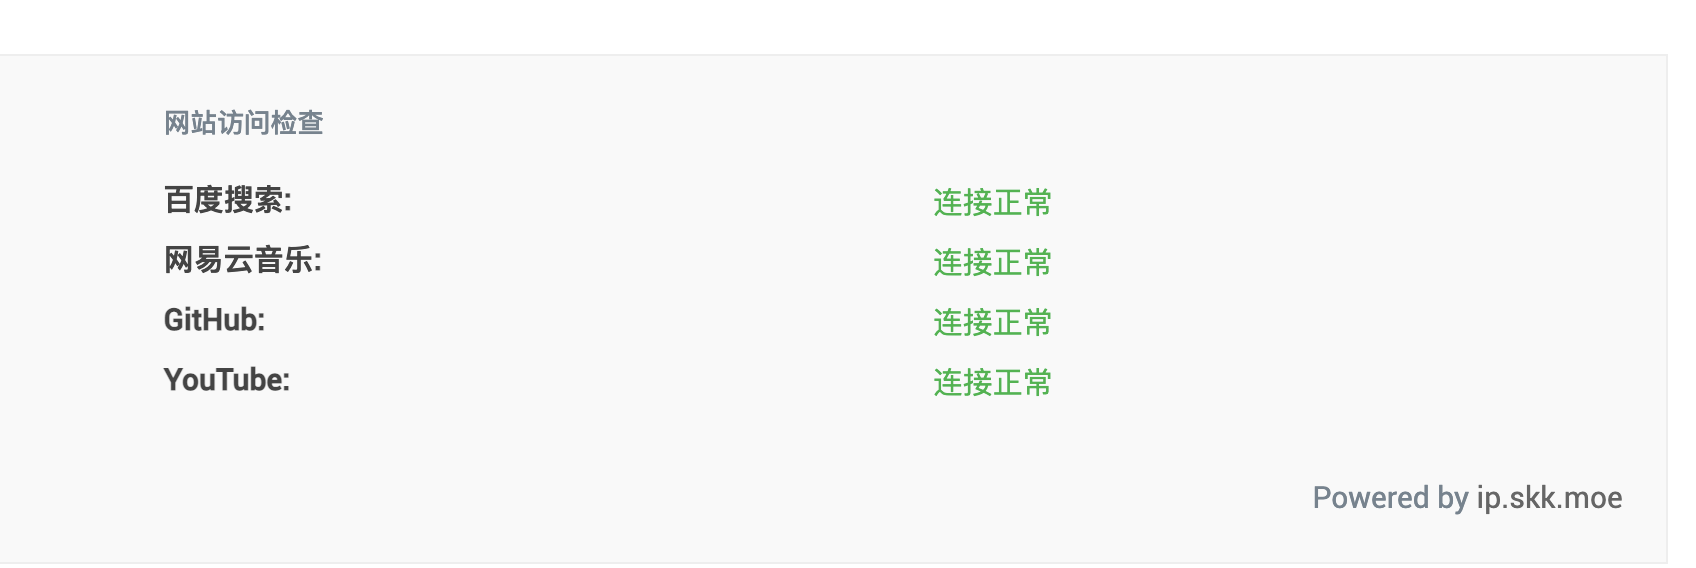 网站访问检查
百度搜索: 连接正常
网易云音乐: 连接正常
GitHub: 连接正常
YouTube: 连接正常
Powered by ip.skk.moe